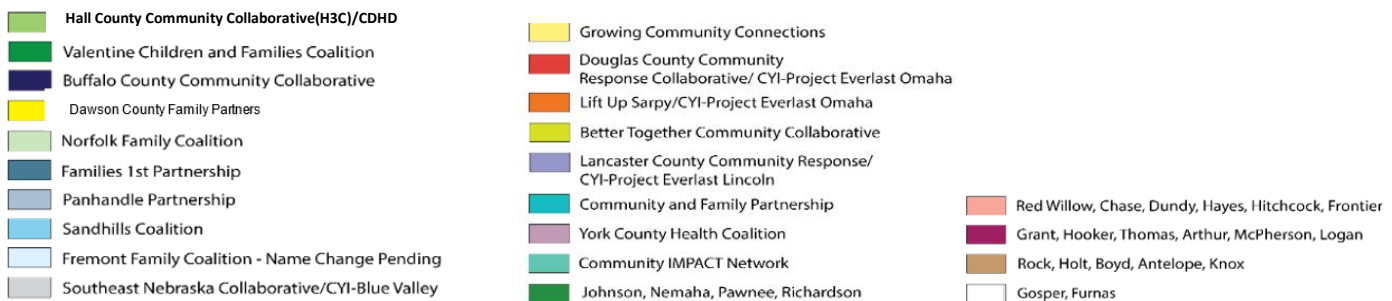 Hall County Community Collaborative(H3C)/CDHD
Valentine Children and Families Coalition
Buffalo County Community Collaborative
Dawson County Family Partners
Norfolk Family Coalition
Families 1st Partnership
Panhandle Partnership
Sandhills Coalition
Fremont Family Coalition - Name Change Pending
Southeast Nebraska Collaborative/CYI-Blue Valley
Growing Community Connections
Douglas County Community
Response Collaborative/ CYI-Project Everlast Omaha
Lift Up Sarpy/CYI-Project Everlast Omaha
Better Together Community Collaborative
Lancaster County Community Response/
CYI-Project Everlast Lincoln
Community and Family Partnership
York County Health Coalition
Community IMPACT Network
Johnson, Nemaha, Pawnee, Richardson
Red Willow, Chase, Dundy, Hayes, Hitchcock, Frontier
Grant, Hooker, Thomas, Arthur, McPherson, Logan
Rock, Holt, Boyd, Antelope, Knox
Gosper, Furnas